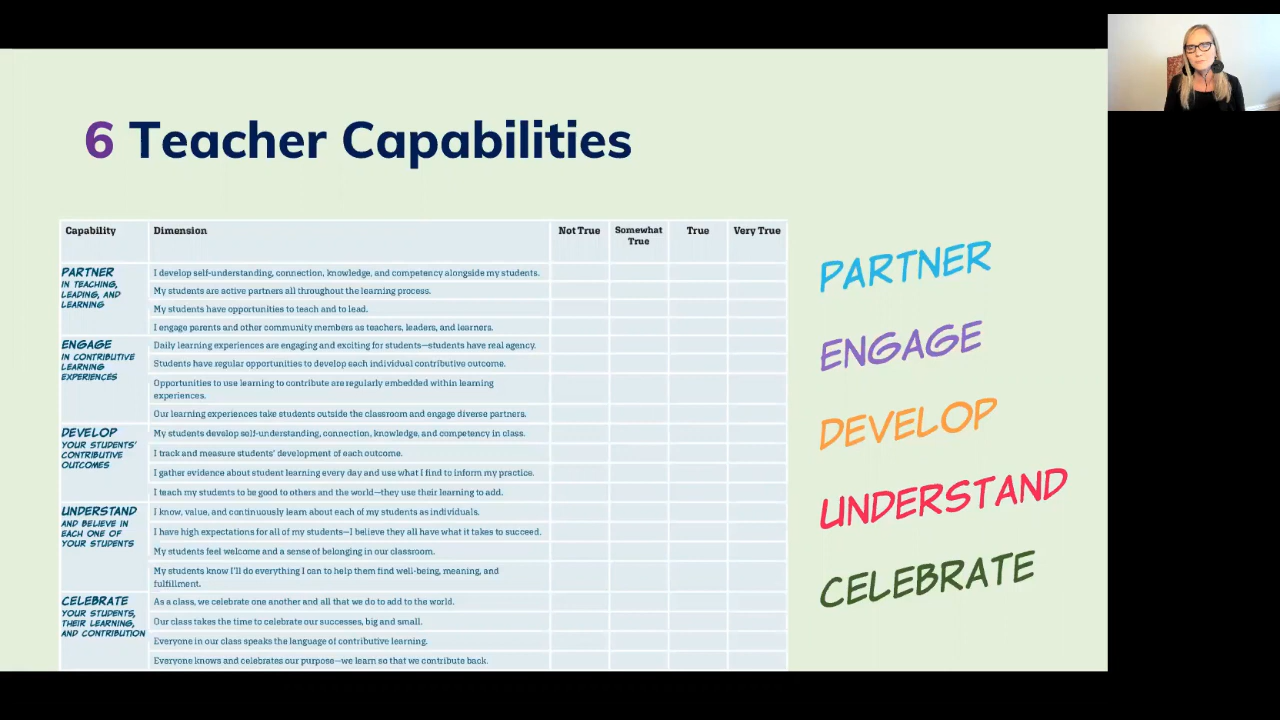 6 Teacher Capabilities
Capability
Dimension
Not True
Somewhat
True
True
Very True
PARTNER
IN TEACHING,
LEADING, AND
LEARNING
I develop self-understanding, connection, knowledge, and competency alongside my students.
My students are active partners all throughout the learning process.
My students have opportunities to teach and to lead.
I engage parents and other community members as teachers, leaders, and learners.
ENGAGE
IN CONTRIBUTIVE
LEARNING
EXPERIENCES
Daily learning experiences are engaging and exciting for students—students have real agency.
Students have regular opportunities to develop each individual contributive outcome.
Opportunities to use learning to contribute are regularly embedded within learning
experiences.
Our learning experiences take students outside the classroom and engage diverse partners.
DEVELOP
YOUR STUDENTS'
CONTRIBUTIVE
OUTCOMES
My students develop self-understanding, connection, knowledge, and competency in class.
I track and measure students' development of each outcome.
I gather evidence about student learning every day and use what I find to inform my practice.
I teach my students to be good to others and the world—they use their learning to add.
UNDERSTAND
AND BELIEVE IN
EACH ONE OF
YOUR STUDENTS
I know, value, and continuously learn about each of my students as individuals.
I have high expectations for all of my students—I believe they all have what it takes to succeed.
My students feel welcome and a sense of belonging in our classroom.
My students know I'll do everything I can to help them find well-being, meaning, and
fulfillment.
CELEBRATE
YOUR STUDENTS,
THEIR LEARNING,
AND CONTRIBUTION
As a class, we celebrate one another and all that we do to add to the world.
Our class takes the time to celebrate our successes, big and small.
Everyone in our class speaks the language of contributive learning.
Everyone knows and celebrates our purpose—we learn so that we contribute back.
PARTNER
ENGAGE
DEVELOP
UNDERSTAND
CELEBRATE